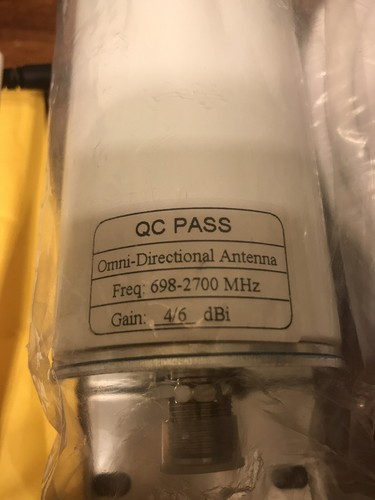 QC PASS
Omni-Directional Antenna
Freq: 698-2700 MHz
Gain: 4/6 dBi